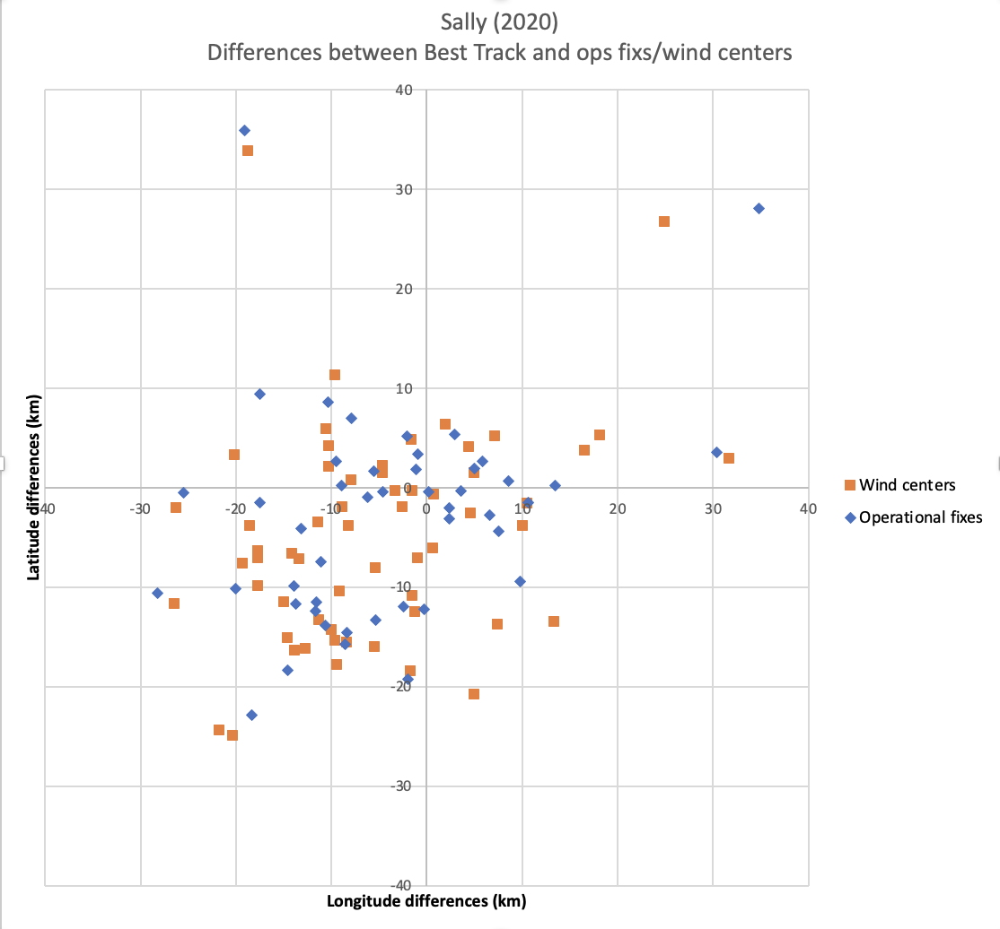 Sally (2020)
Differences between Best Track and ops fixs/wind centers
40
30
20
10
0
-40 -30 -20 -10 0 10 20 30 40
-10
-20
-30
-40
Latitude differences (km)
Longitude differences (km)
Wind centers
Operational fixes